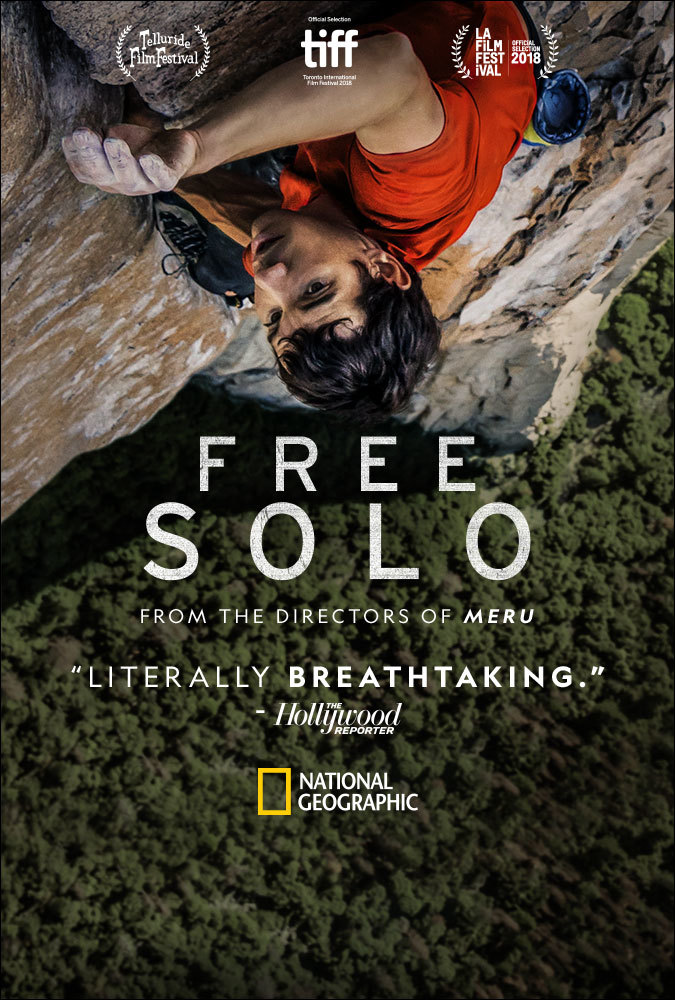 Telluride
FilmFestival
Official Selection
tiff
Toronto International
Film Festival 2018
LA
FiLM
FEST
iVAL
OFFICIAL
SELECTION
2018
FREE
SOLO
FROM THE DIRECTORS OF MERU
“LITERALLY BREATHTAKING.”
- THE
Hollywood
REPORTER
NATIONAL
GEOGRAPHIC